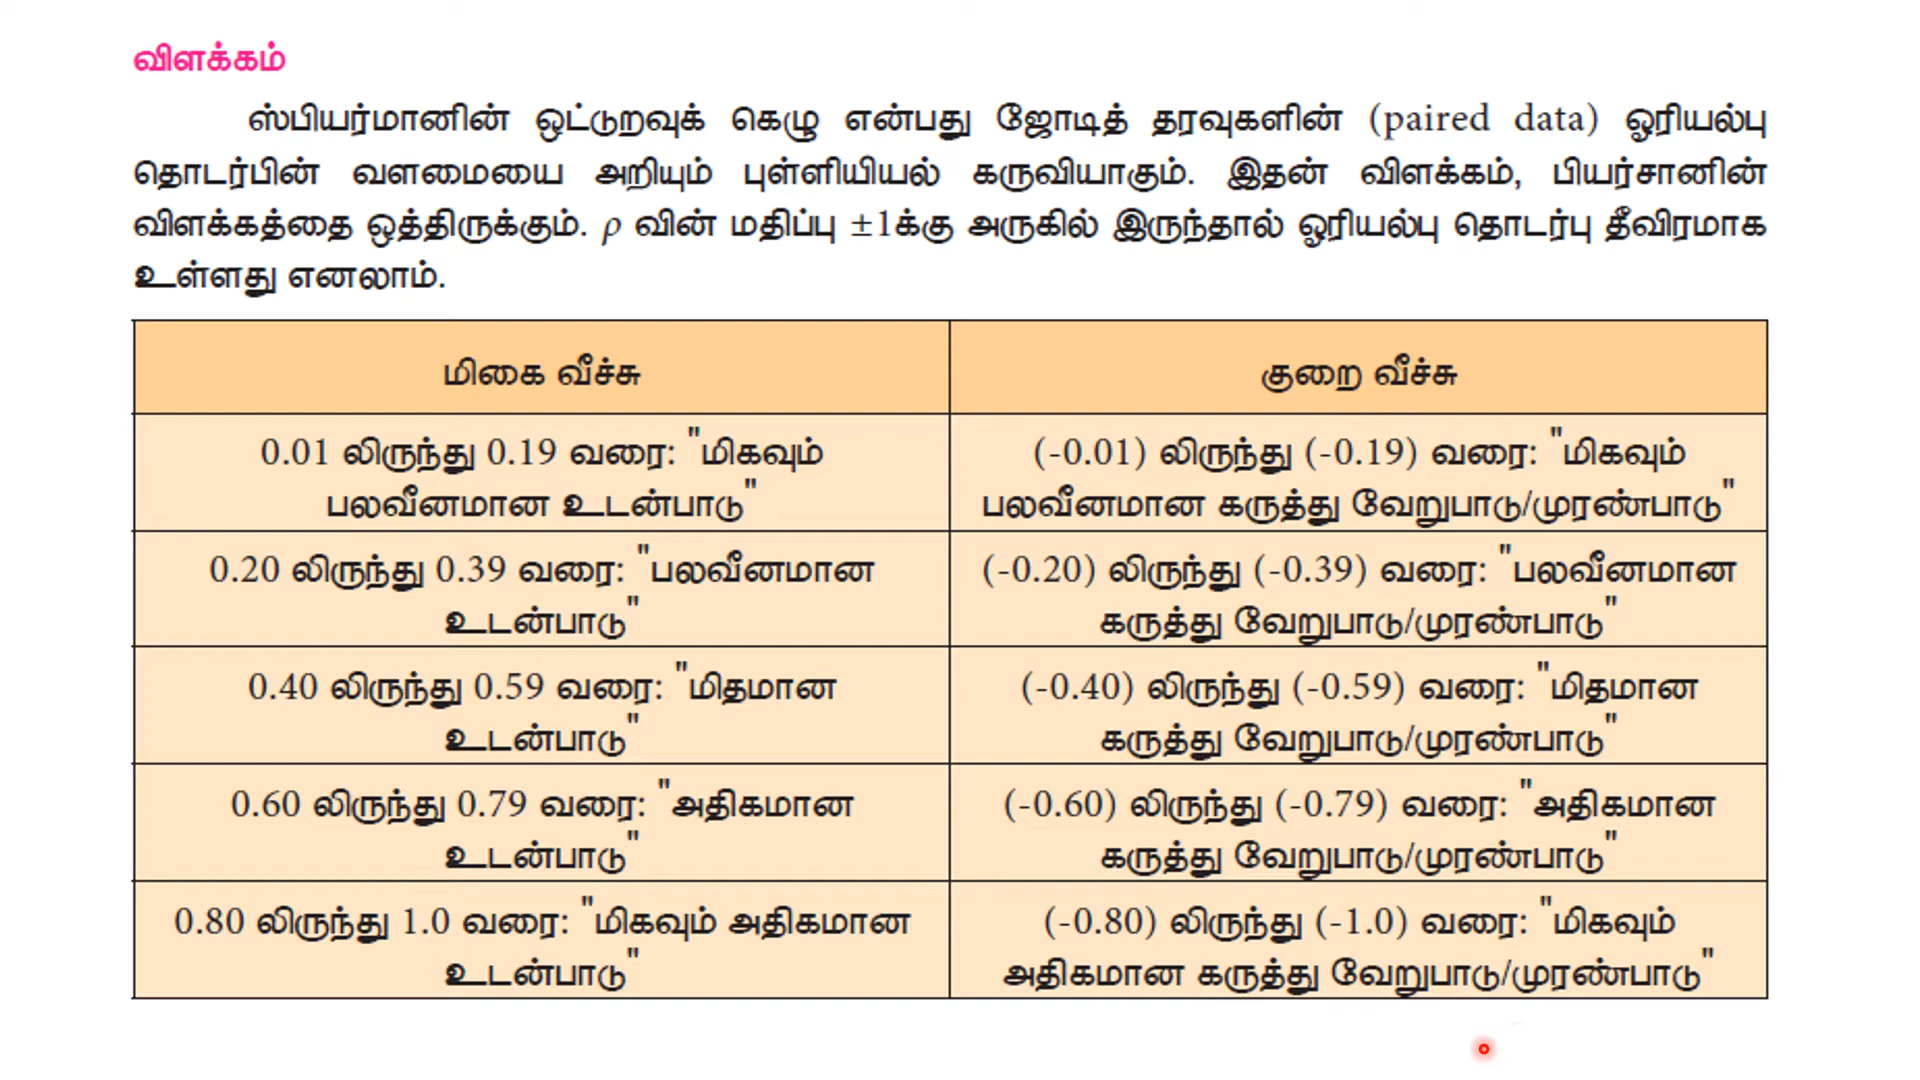 விளக்கம்
ஸ்பியர்மானின் ஒட்டுறவுக் கெழு என்பது ஜோடித் தரவுகளின் (paired data) ஓரியல்பு
தொடர்பின் வளமையை அறியும் புள்ளியியல் கருவியாகும். இதன் விளக்கம், பியர்சானின்
விளக்கத்தை ஒத்திருக்கும். ρ வின் மதிப்பு ±1க்கு அருகில் இருந்தால் ஓரியல்பு தொடர்பு தீவிரமாக
உள்ளது எனலாம்.
மிகை வீச்சு
குறை வீச்சு
0.01 லிருந்து 0.19 வரை: "மிகவும்
பலவீனமான உடன்பாடு"
(-0.01) லிருந்து (-0.19) வரை: "மிகவும்
பலவீனமான கருத்து வேறுபாடு/முரண்பாடு"
0.20 லிருந்து 0.39 வரை: "பலவீனமான
உடன்பாடு"
(-0.20) லிருந்து (-0.39) வரை: "பலவீனமான
கருத்து வேறுபாடு/முரண்பாடு"
0.40 லிருந்து 0.59 வரை: "மிதமான
உடன்பாடு"
(-0.40) லிருந்து (-0.59) வரை: "மிதமான
கருத்து வேறுபாடு/முரண்பாடு"
0.60 லிருந்து 0.79 வரை: "அதிகமான
உடன்பாடு"
(-0.60) லிருந்து (-0.79) வரை: "அதிகமான
கருத்து வேறுபாடு/முரண்பாடு"
0.80 லிருந்து 1.0 வரை: "மிகவும் அதிகமான
உடன்பாடு"
(-0.80) லிருந்து (-1.0) வரை: "மிகவும்
அதிகமான கருத்து வேறுபாடு/முரண்பாடு"